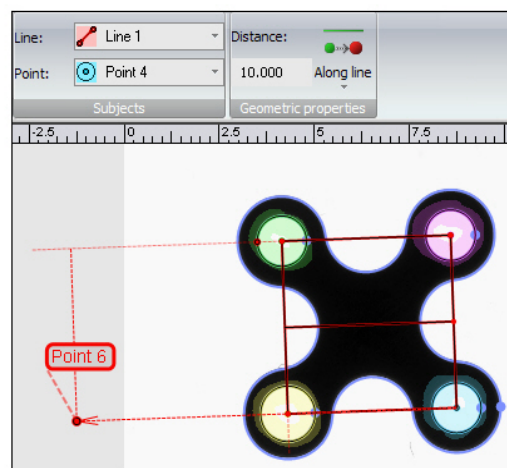 Line: Line 1 Distance:
Point: Point 4 10.000 Along line
Subjects Geometric properties
-2.5 0 2.5 5 7.5
Point 6